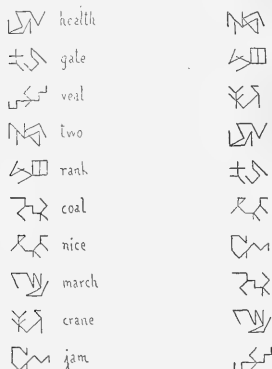 health
gate
veal
two
rank
coal
nice
march
crane
jam